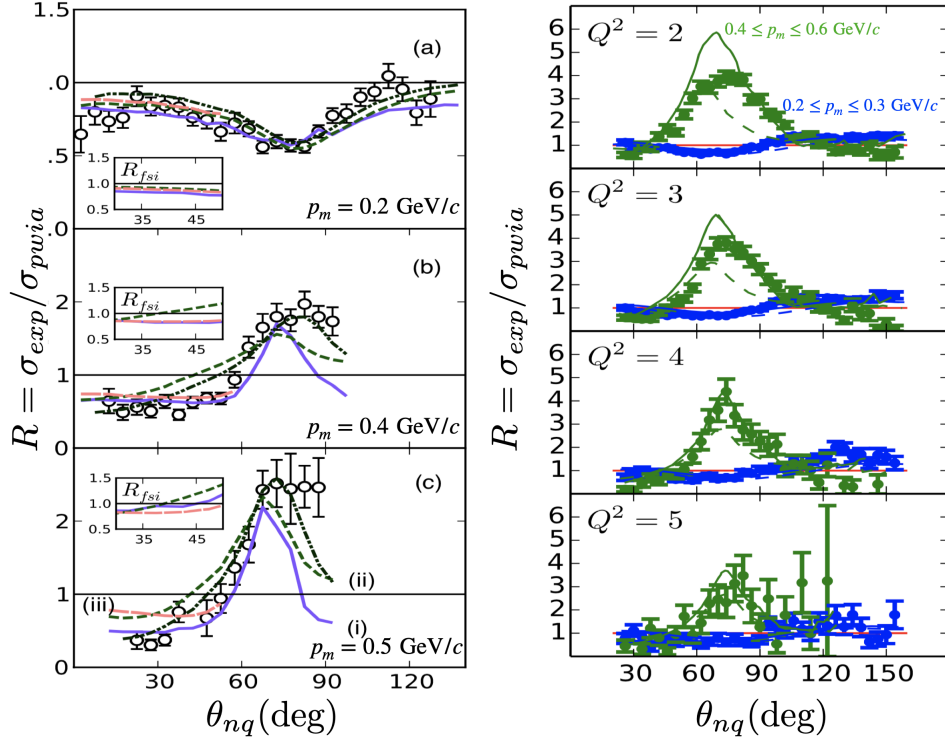 1.5
(a)
.0
.5
R_fsi
1.5
1.0
0.5
35 45
p_m = 0.2 GeV/c
.0
(b)
2
R_fsi
1.5
1.0
0.5
35 45
1
p_m = 0.4 GeV/c
0
(c)
R_fsi
1.5
1.0
0.5
35 45
2
1
(iii)
(ii)
(i)
p_m = 0.5 GeV/c
0
30 60 90 120
θ_nq(deg)
R = σ_exp/σ_pwia
Q² = 2
0.4 ≤ p_m ≤ 0.6 GeV/c
0.2 ≤ p_m ≤ 0.3 GeV/c
6
5
4
3
2
1
Q² = 3
6
5
4
3
2
1
Q² = 4
6
5
4
3
2
1
Q² = 5
6
5
4
3
2
1
30 60 90 120 150
θ_nq(deg)
R = σ_exp/σ_pwia